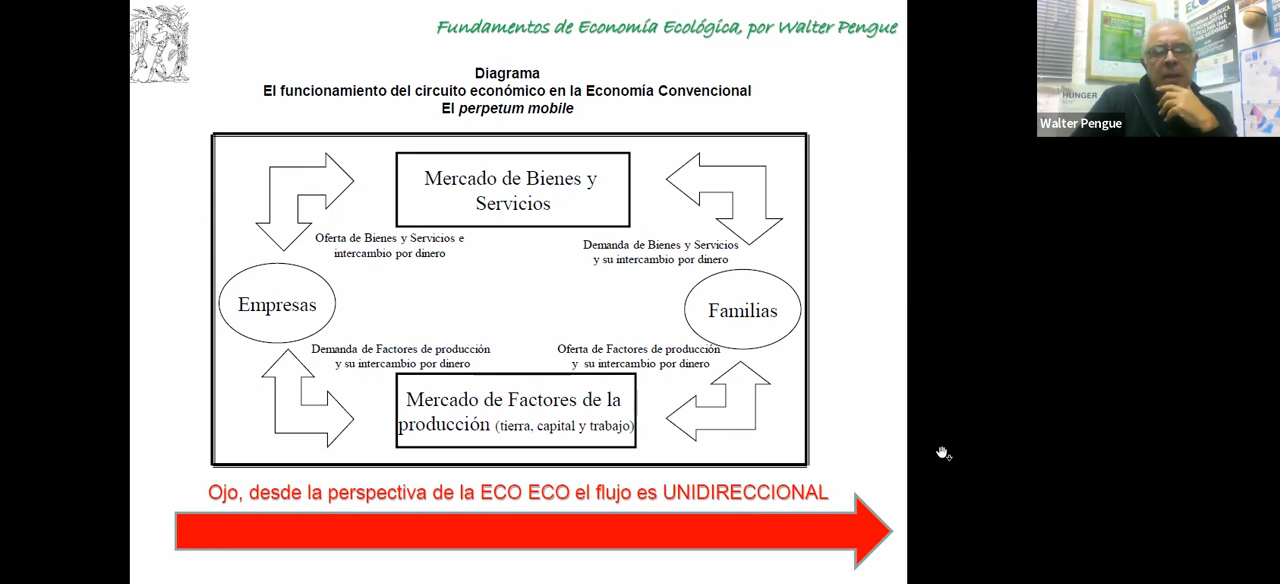 Fundamentos de Economía Ecológica, por Walter Pengue
Diagrama
El funcionamiento del circuito económico en la Economía Convencional
El perpetum mobile
Mercado de Bienes y
Servicios
Oferta de Bienes y Servicios e
intercambio por dinero
Demanda de Bienes y Servicios
y su intercambio por dinero
Empresas
Familias
Demanda de Factores de producción
y su intercambio por dinero
Oferta de Factores de producción
y su intercambio por dinero
Mercado de Factores de la
producción (tierra, capital y trabajo)
Ojo, desde la perspectiva de la ECO ECO el flujo es UNIDIRECCIONAL
HUNGER
Walter Pengue